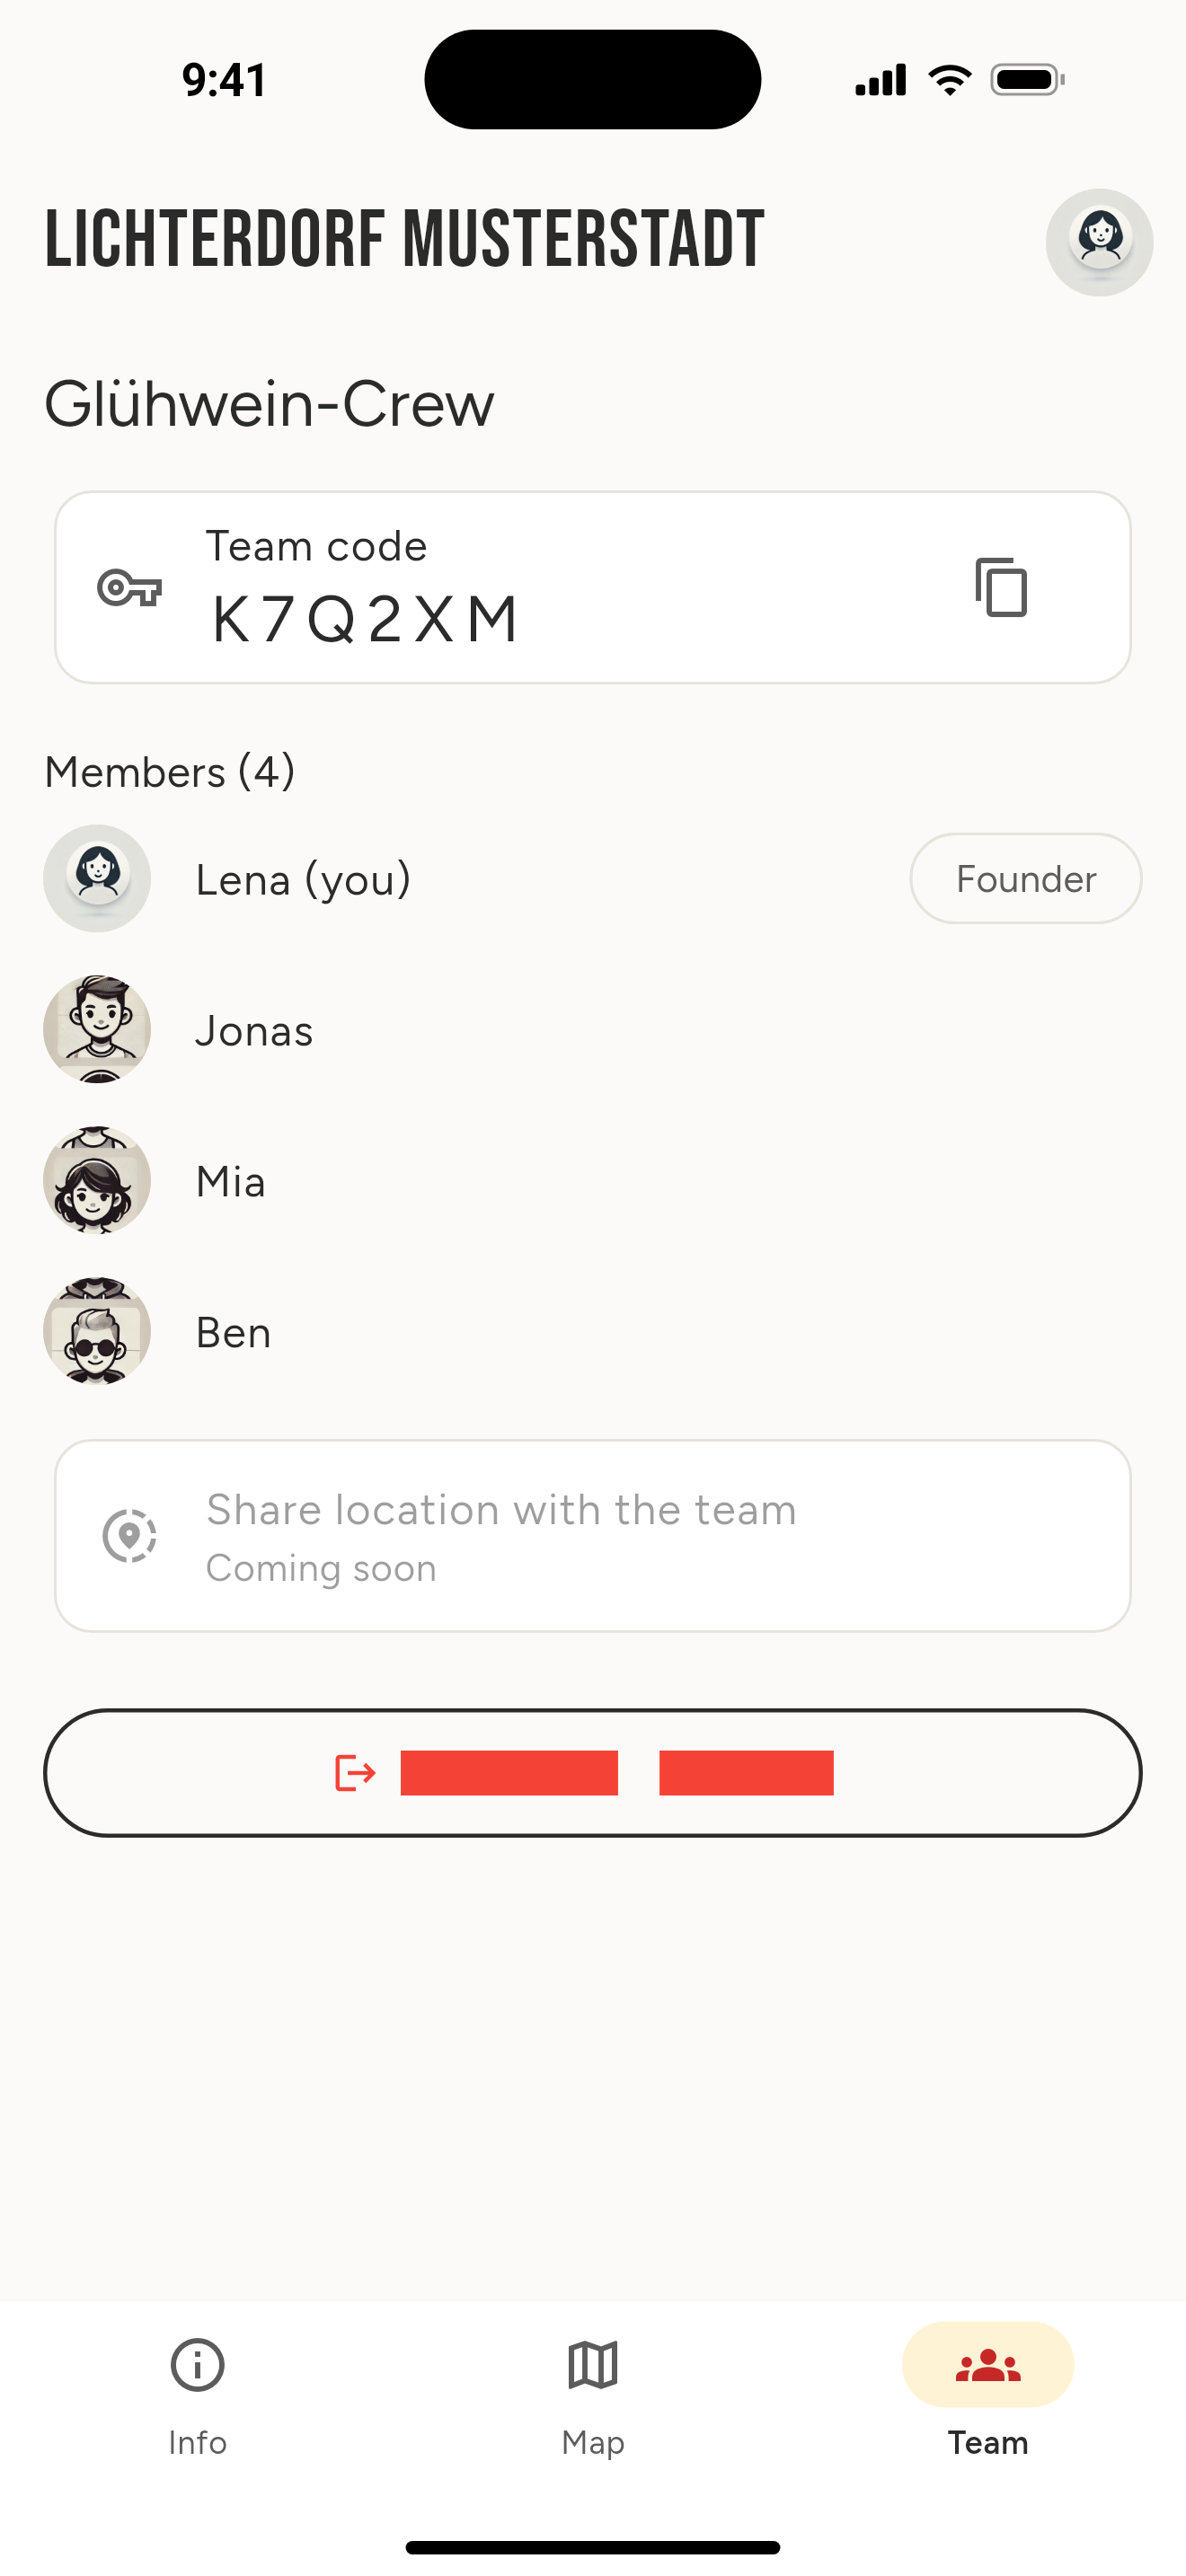 9:41
LICHTERDORF MUSTERSTADT
Glühwein-Crew
Team code
K7Q2XM
Members (4)
Lena (you)
Founder
Jonas
Mia
Ben
Share location with the team
Coming soon
Info
Map
Team